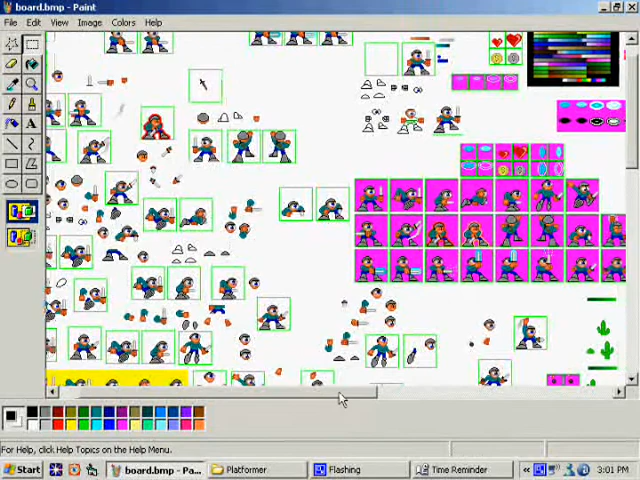 board.bmp - Paint
File Edit View Image Colors Help
A
For Help, click Help Topics on the Help Menu.
Start board.bmp - Pa... Platformer Flashing Time Reminder « 3:01 PM